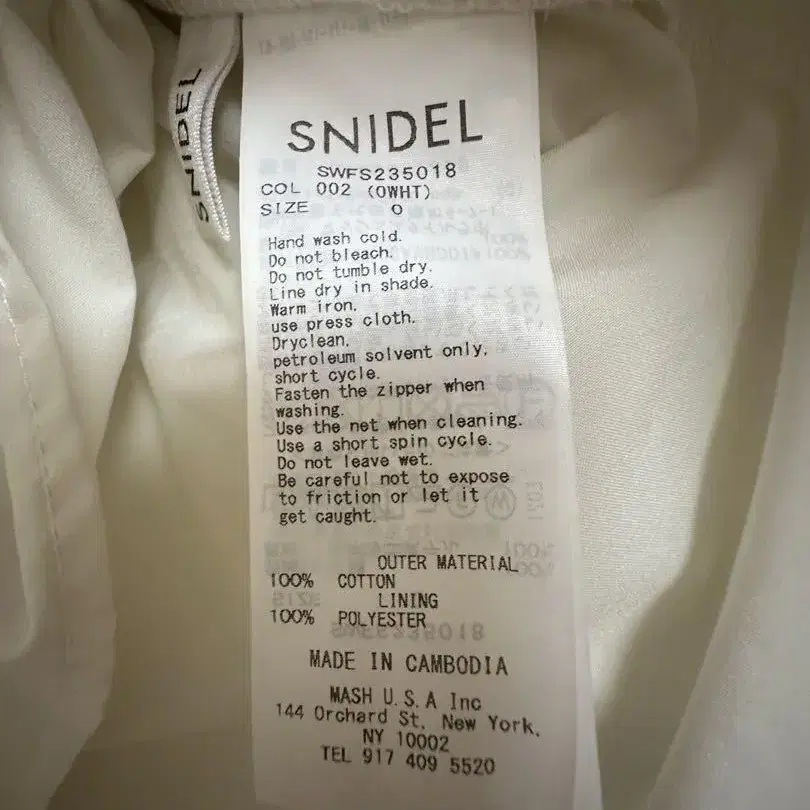 SNIDEL
SNIDEL
SWFS235018
COL 002 (OWHT)
SIZE 0
Hand wash cold.
Do not bleach.
Do not tumble dry.
Line dry in shade.
Warm iron.
use press cloth.
Dryclean.
petroleum solvent only,
short cycle.
Fasten the zipper when
washing.
Use the net when cleaning.
Use a short spin cycle.
Do not leave wet.
Be careful not to expose
to friction or let it
get caught.
OUTER MATERIAL
100% COTTON
LINING
100% POLYESTER
MADE IN CAMBODIA
MASH U.S.A Inc
144 Orchard St, New York,
NY 10002
TEL 917 409 5520